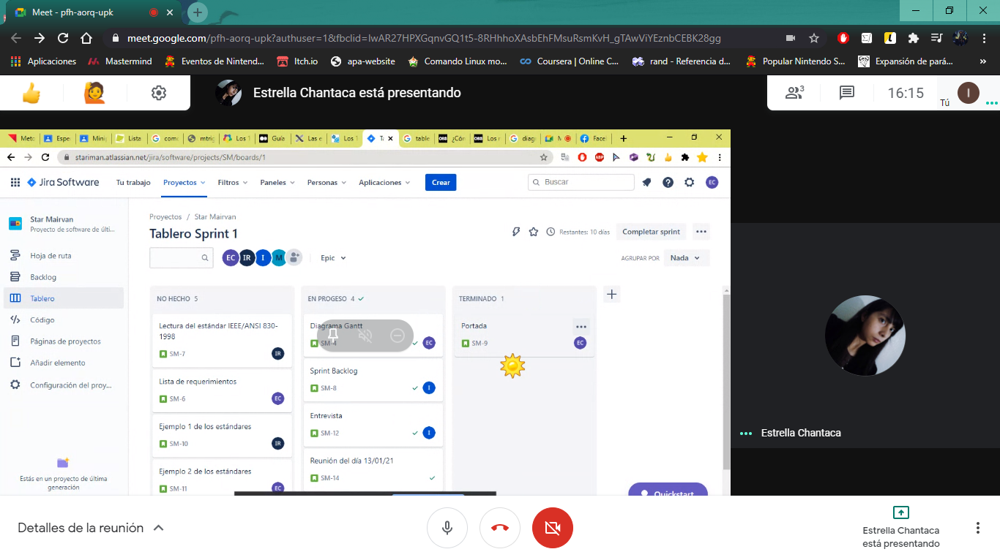 Meet - pfh-aorq-upk
meet.google.com/pfh-aorq-upk?authuser=1&fbclid=IwAR27HPXGqnvGQ1t5-8RHhhoXAsbEhFMsuRsmKvH_gTAwViYEznbCEBK28gg
Aplicaciones Mastermind Eventos de Nintend... Itch.io apa-website Comando Linux mo... Coursera | Online C... rand - Referencia d... Popular Nintendo S... Expansión de pará... »
Estrella Chantaca está presentando
3 16:15 Tú I
Meto Espe Mini Lista como mtrig Los 1 Guía Las e Los 1 Ta table ¿Cón Los r diagr M Facel
stariman.atlassian.net/jira/software/projects/SM/boards/1
Jira Software Tu trabajo Proyectos Filtros Paneles Personas Aplicaciones Crear Buscar EC
Star Mairvan
Proyecto de software de últi...
Hoja de ruta
Backlog
Tablero
Código
Páginas de proyectos
Añadir elemento
Configuración del proy...
Estás en un proyecto de última
generación
Proyectos / Star Mairvan
Tablero Sprint 1
Restantes: 10 días Completar sprint
EC IR I M Epic
AGRUPAR POR Nada
NO HECHO 5
Lectura del estándar IEEE/ANSI 830-
1998
SM-7 IR
Lista de requerimientos
SM-6 EC
Ejemplo 1 de los estándares
SM-10 IR
Ejemplo 2 de los estándares
SM-11 EC
EN PROGESO 4
Diagrama Gantt
SM-4 EC
Sprint Backlog
SM-8 I
Entrevista
SM-12 I
Reunión del día 13/01/21
SM-14
TERMINADO 1
Portada
SM-9 EC
Quickstart
Estrella Chantaca
Detalles de la reunión
Estrella Chantaca
está presentando